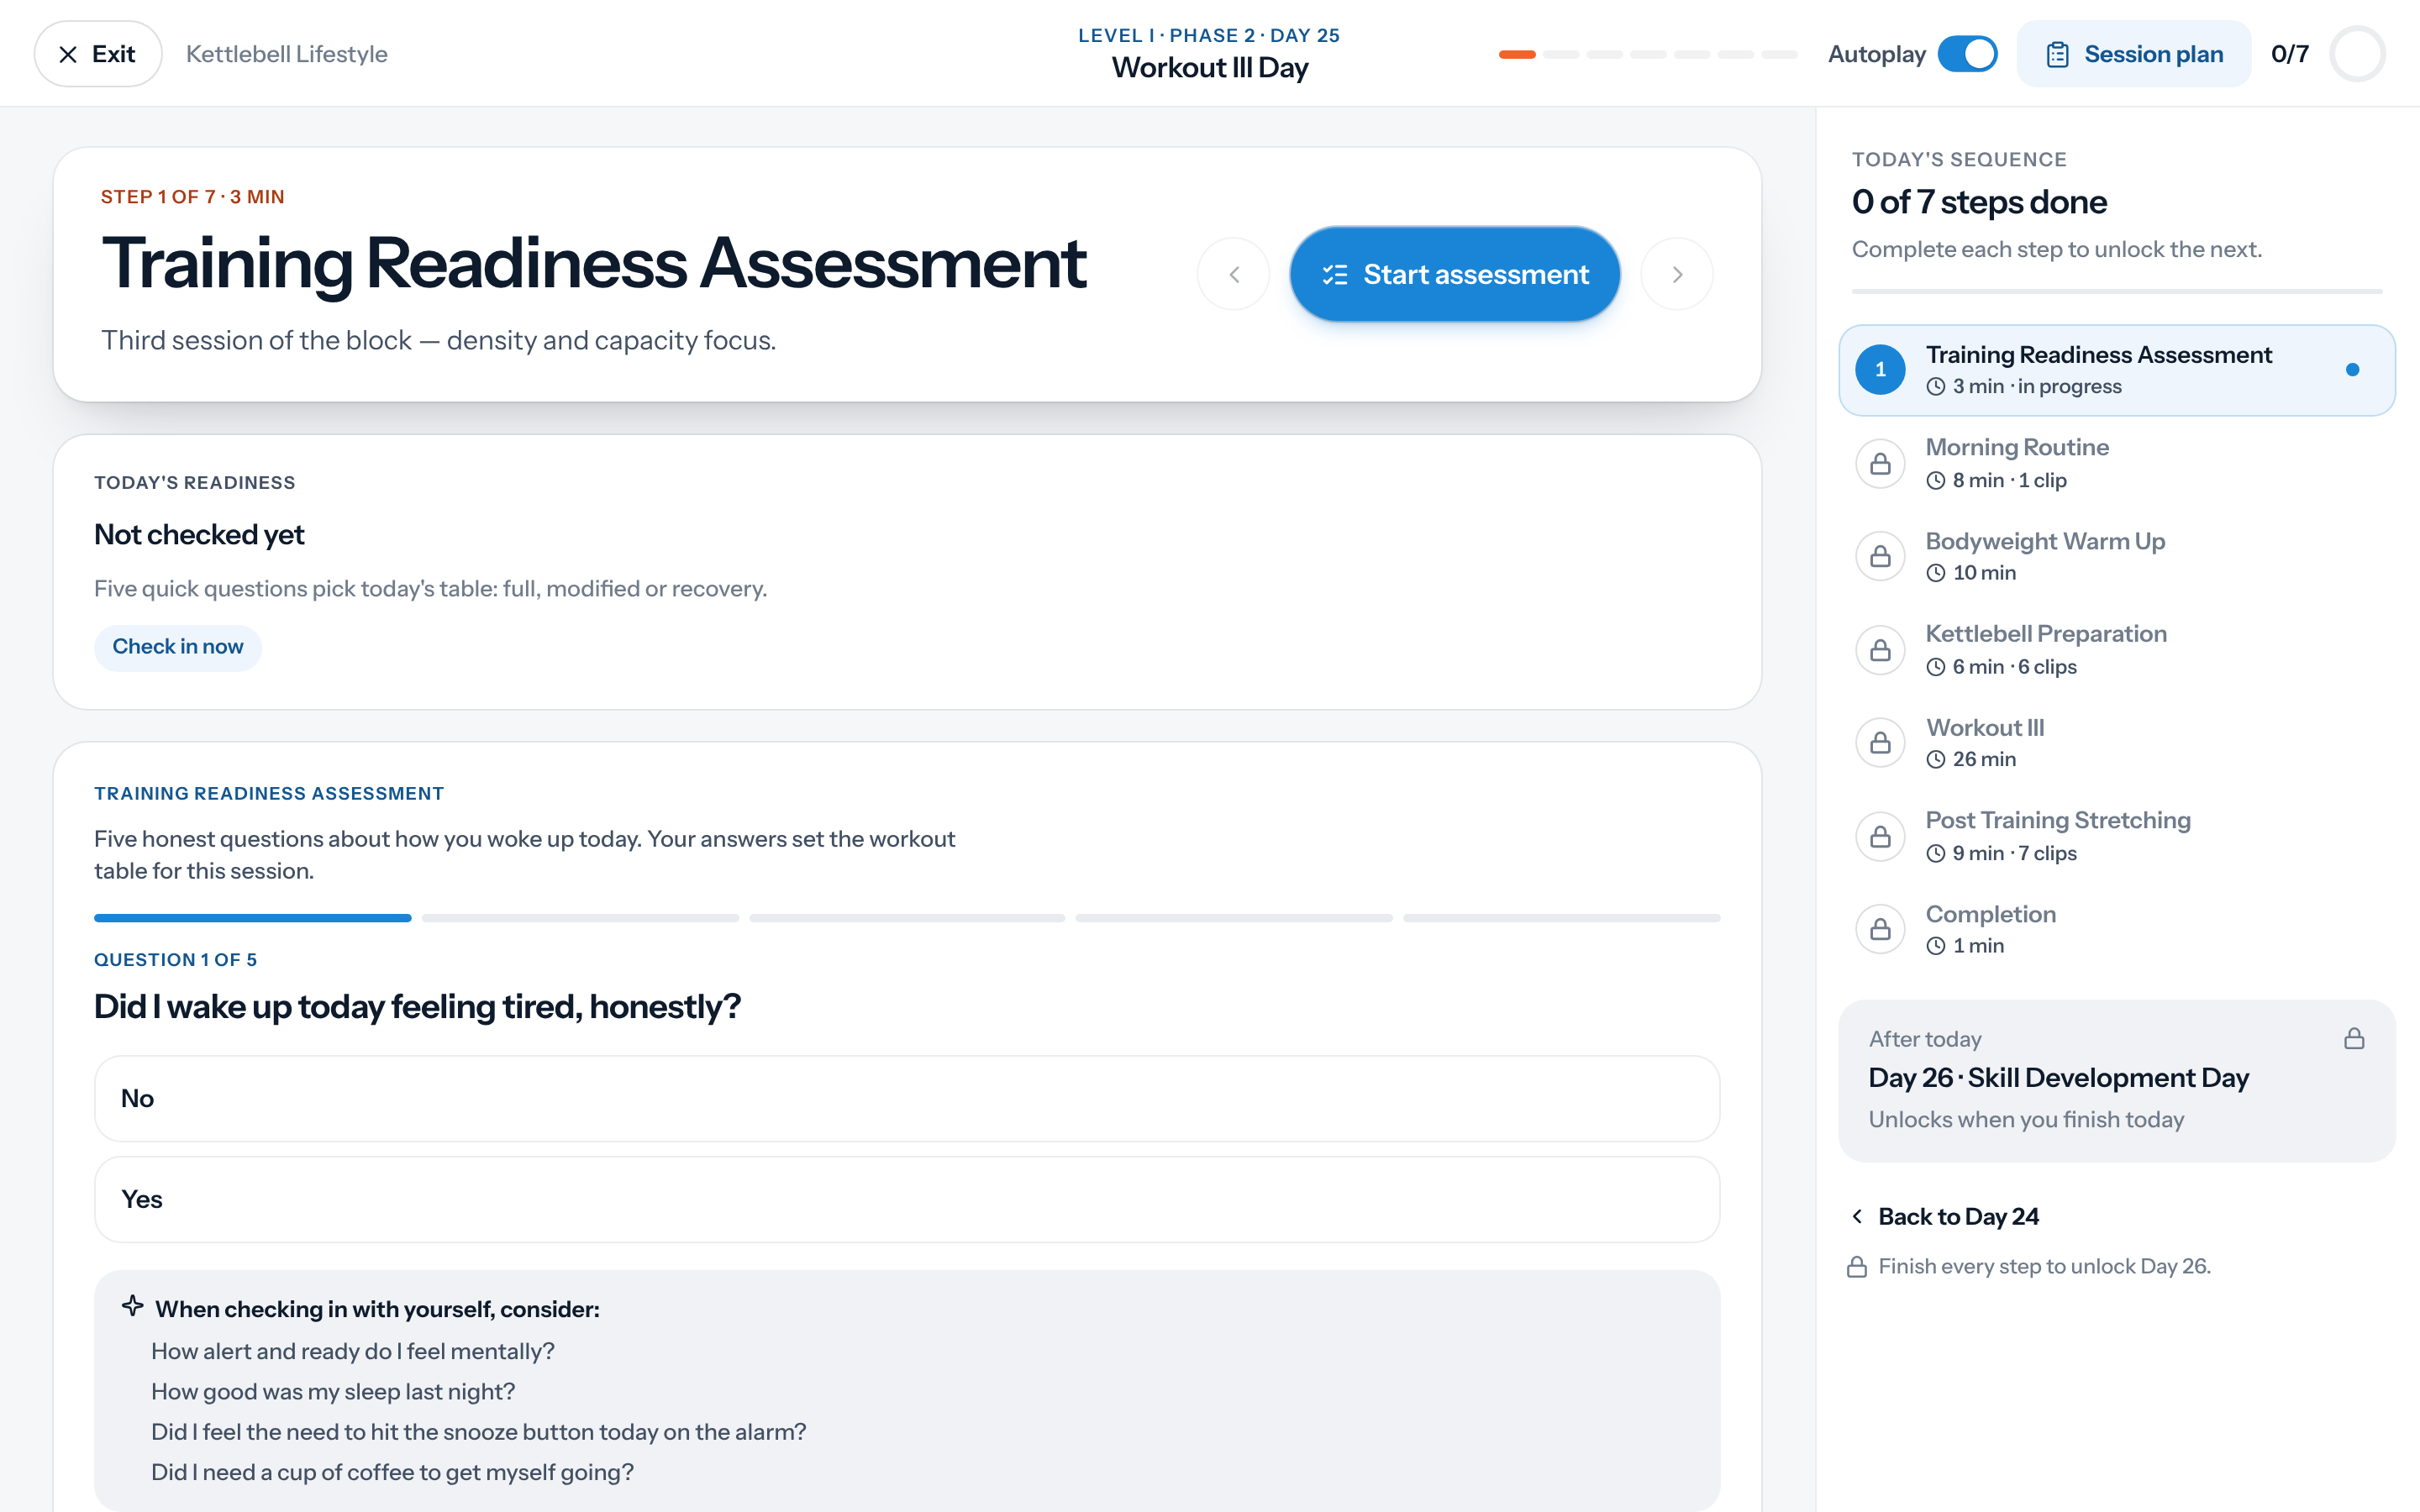 Exit
Kettlebell Lifestyle
LEVEL I · PHASE 2 · DAY 25
Workout III Day
Autoplay
Session plan
0/7
STEP 1 OF 7 · 3 MIN
Training Readiness Assessment
Third session of the block — density and capacity focus.
Start assessment
TODAY'S READINESS
Not checked yet
Five quick questions pick today's table: full, modified or recovery.
Check in now
TRAINING READINESS ASSESSMENT
Five honest questions about how you woke up today. Your answers set the workout
table for this session.
QUESTION 1 OF 5
Did I wake up today feeling tired, honestly?
No
Yes
When checking in with yourself, consider:
How alert and ready do I feel mentally?
How good was my sleep last night?
Did I feel the need to hit the snooze button today on the alarm?
Did I need a cup of coffee to get myself going?
TODAY'S SEQUENCE
0 of 7 steps done
Complete each step to unlock the next.
1
Training Readiness Assessment
3 min · in progress
Morning Routine
8 min · 1 clip
Bodyweight Warm Up
10 min
Kettlebell Preparation
6 min · 6 clips
Workout III
26 min
Post Training Stretching
9 min · 7 clips
Completion
1 min
After today
Day 26 · Skill Development Day
Unlocks when you finish today
Back to Day 24
Finish every step to unlock Day 26.